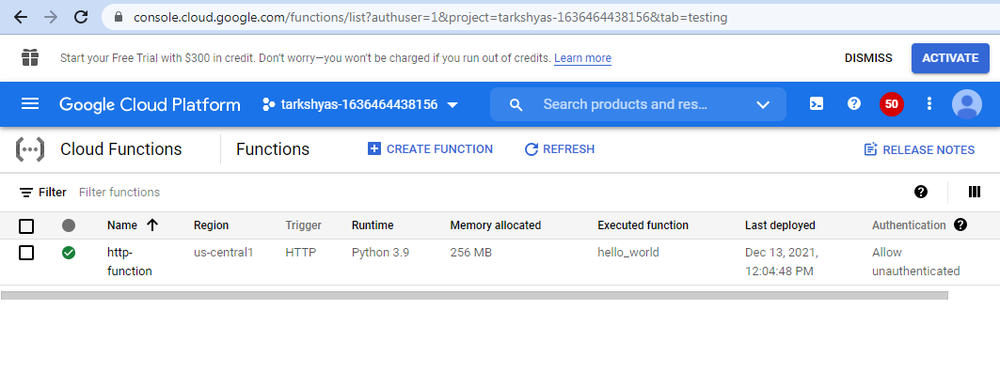 console.cloud.google.com/functions/list?authuser=1&project=tarkshyas-1636464438156&tab=testing
Start your Free Trial with $300 in credit. Don't worry—you won't be charged if you run out of credits. Learn more
DISMISS
ACTIVATE
Google Cloud Platform
tarkshyas-1636464438156
Search products and res...
50
Cloud Functions
Functions
CREATE FUNCTION
REFRESH
RELEASE NOTES
Filter Filter functions
Name Region Trigger Runtime Memory allocated Executed function Last deployed Authentication
http- us-central1 HTTP Python 3.9 256 MB hello_world Dec 13, 2021, Allow
function 12:04:48 PM unauthenticated